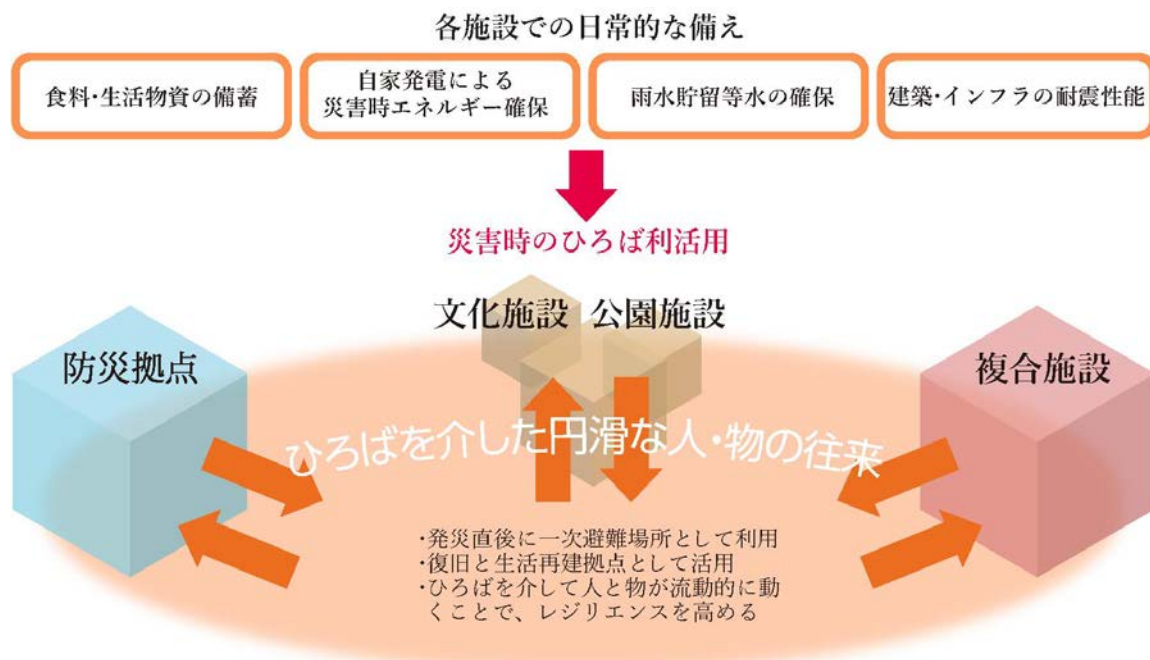 各施設での日常的な備え
食料・生活物資の備蓄
自家発電による
災害時エネルギー確保
雨水貯留等水の確保
建築・インフラの耐震性能
災害時のひろば利活用
文化施設 公園施設
防災拠点
複合施設
ひろばを介した円滑な人・物の往来
・発災直後に一次避難場所として利用
・復旧と生活再建拠点として活用
・ひろばを介して人と物が流動的に動
くことで、レジリエンスを高める